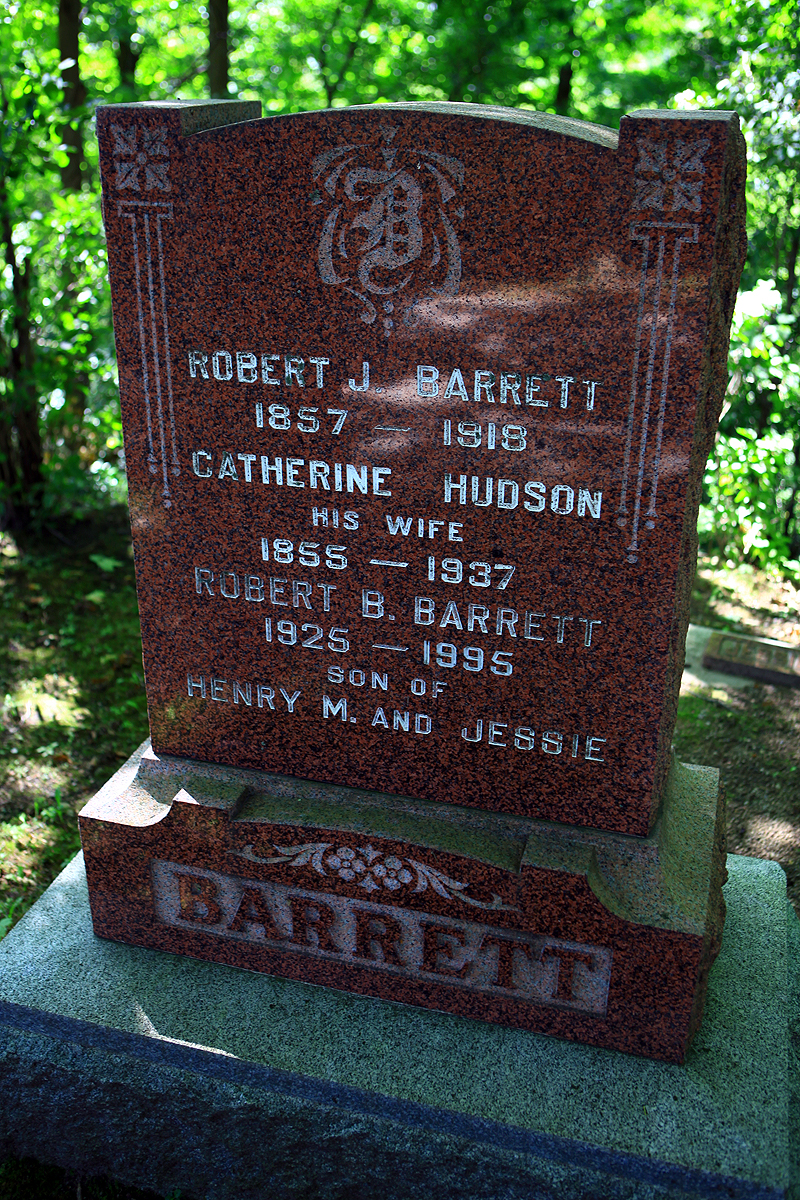 B
ROBERT J. BARRETT
1857 — 1918
CATHERINE HUDSON
HIS WIFE
1855 — 1937
ROBERT B. BARRETT
1925 — 1995
SON OF
HENRY M. AND JESSIE
BARRETT